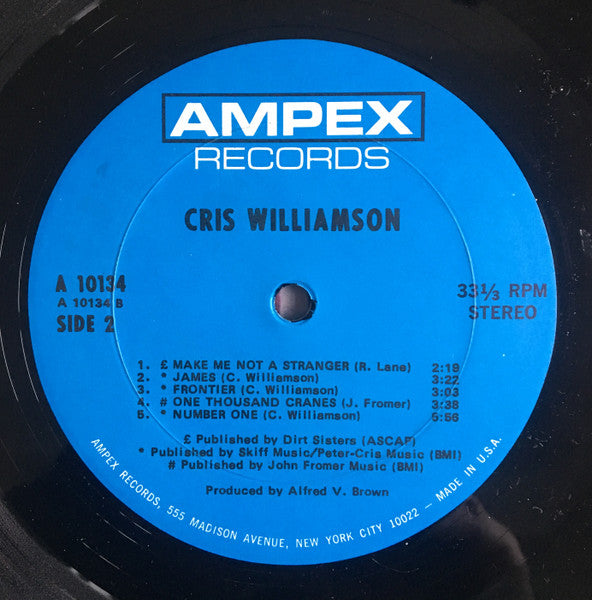 AMPEX
RECORDS
CRIS WILLIAMSON
A 10134
A 10134 B
SIDE 2
33⅓ RPM
STEREO
1. £ MAKE ME NOT A STRANGER (R. Lane) 2:19
2. * JAMES (C. Williamson) 3:22
3. * FRONTIER (C. Williamson) 3:03
4. # ONE THOUSAND CRANES (J. Fromer) 3:38
5. * NUMBER ONE (C. Williamson) 6:56
£ Published by Dirt Sisters (ASCAP)
* Published by Skiff Music/Peter-Cris Music (BMI)
# Published by John Fromer Music (BMI)
Produced by Alfred V. Brown
AMPEX RECORDS, 555 MADISON AVENUE, NEW YORK CITY 10022 – MADE IN U.S.A.